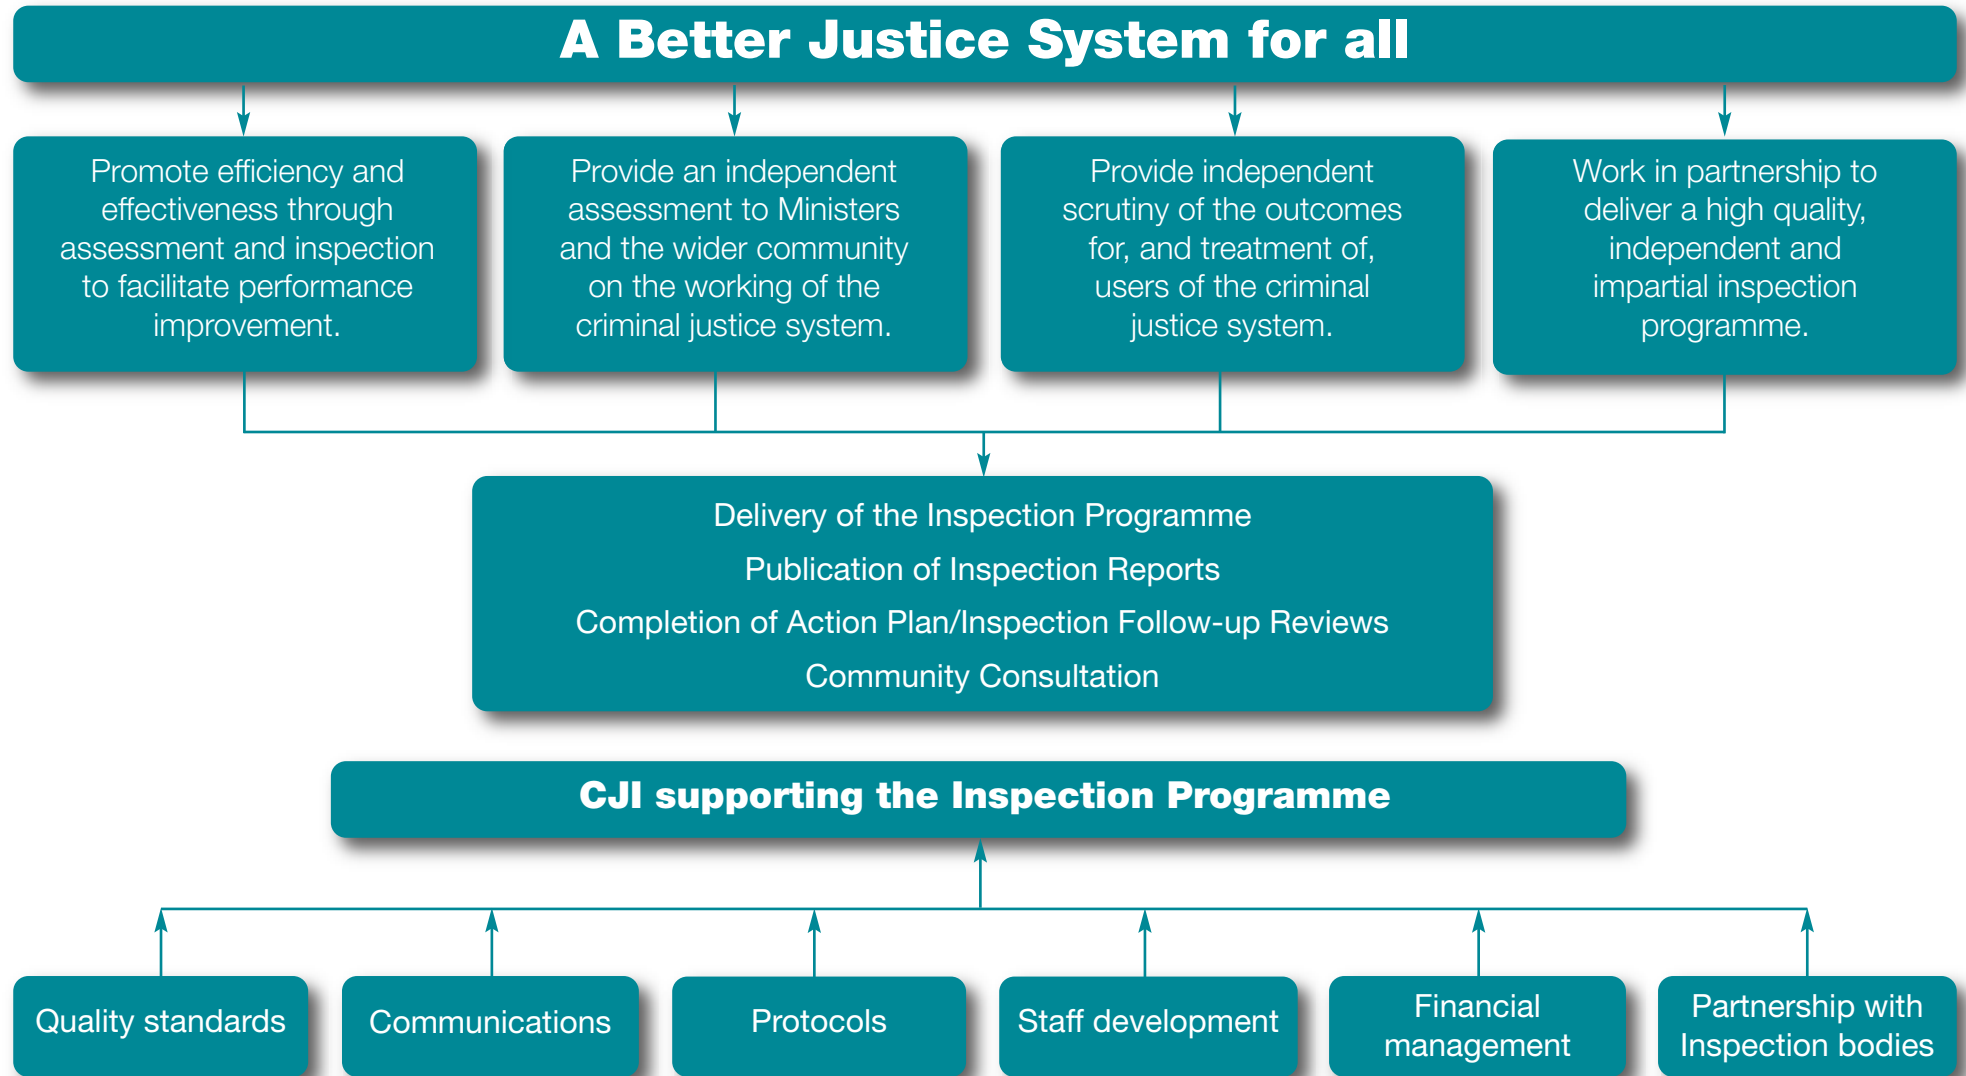 A Better Justice System for all
Promote efficiency and
effectiveness through
assessment and inspection
to facilitate performance
improvement.
Provide an independent
assessment to Ministers
and the wider community
on the working of the
criminal justice system.
Provide independent
scrutiny of the outcomes
for, and treatment of,
users of the criminal
justice system.
Work in partnership to
deliver a high quality,
independent and
impartial inspection
programme.
Delivery of the Inspection Programme
Publication of Inspection Reports
Completion of Action Plan/Inspection Follow-up Reviews
Community Consultation
CJI supporting the Inspection Programme
Quality standards
Communications
Protocols
Staff development
Financial
management
Partnership with
Inspection bodies